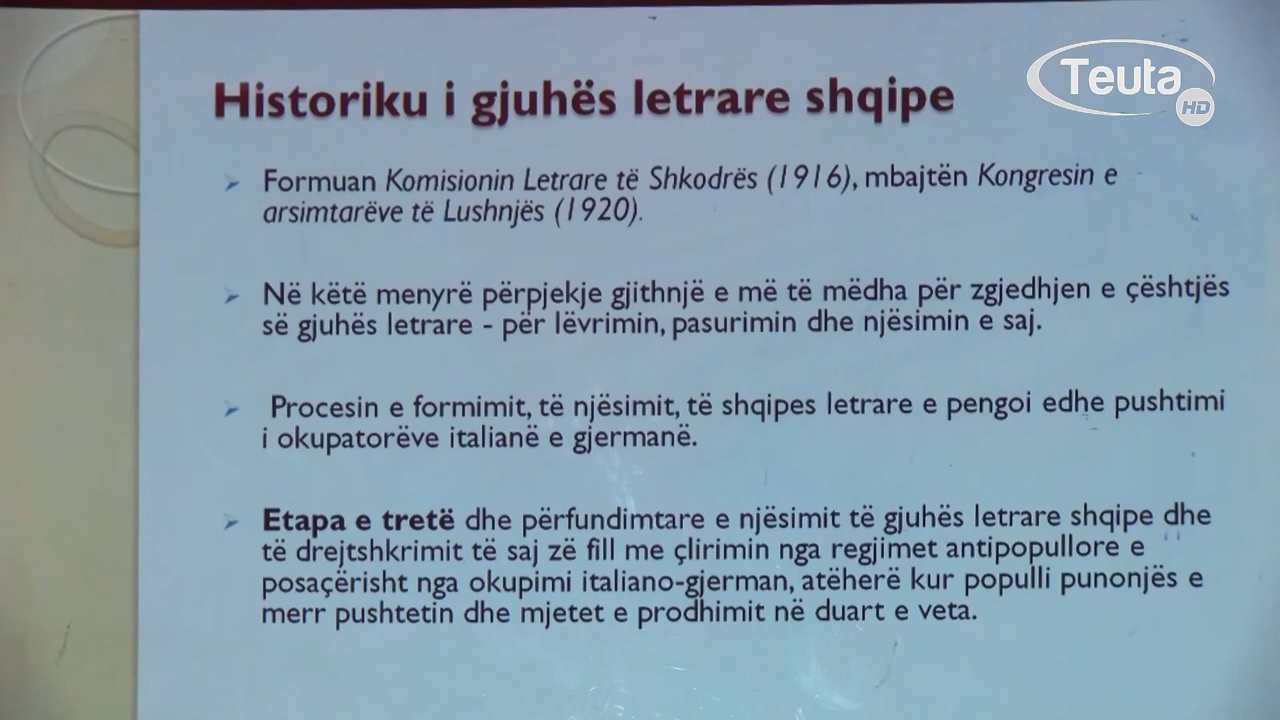 Teuta
HD
Historiku i gjuhës letrare shqipe
Formuan Komisionin Letrare të Shkodrës (1916), mbajtën Kongresin e
arsimtarëve të Lushnjës (1920).
Në këtë menyrë përpjekje gjithnjë e më të mëdha për zgjedhjen e çështjës
së gjuhës letrare - për lëvrimin, pasurimin dhe njësimin e saj.
Procesin e formimit, të njësimit, të shqipes letrare e pengoi edhe pushtimi
i okupatorëve italianë e gjermanë.
Etapa e tretë dhe përfundimtare e njësimit të gjuhës letrare shqipe dhe
të drejtshkrimit të saj zë fill me çlirimin nga regjimet antipopullore e
posaçërisht nga okupimi italiano-gjerman, atëherë kur populli punonjës e
merr pushtetin dhe mjetet e prodhimit në duart e veta.